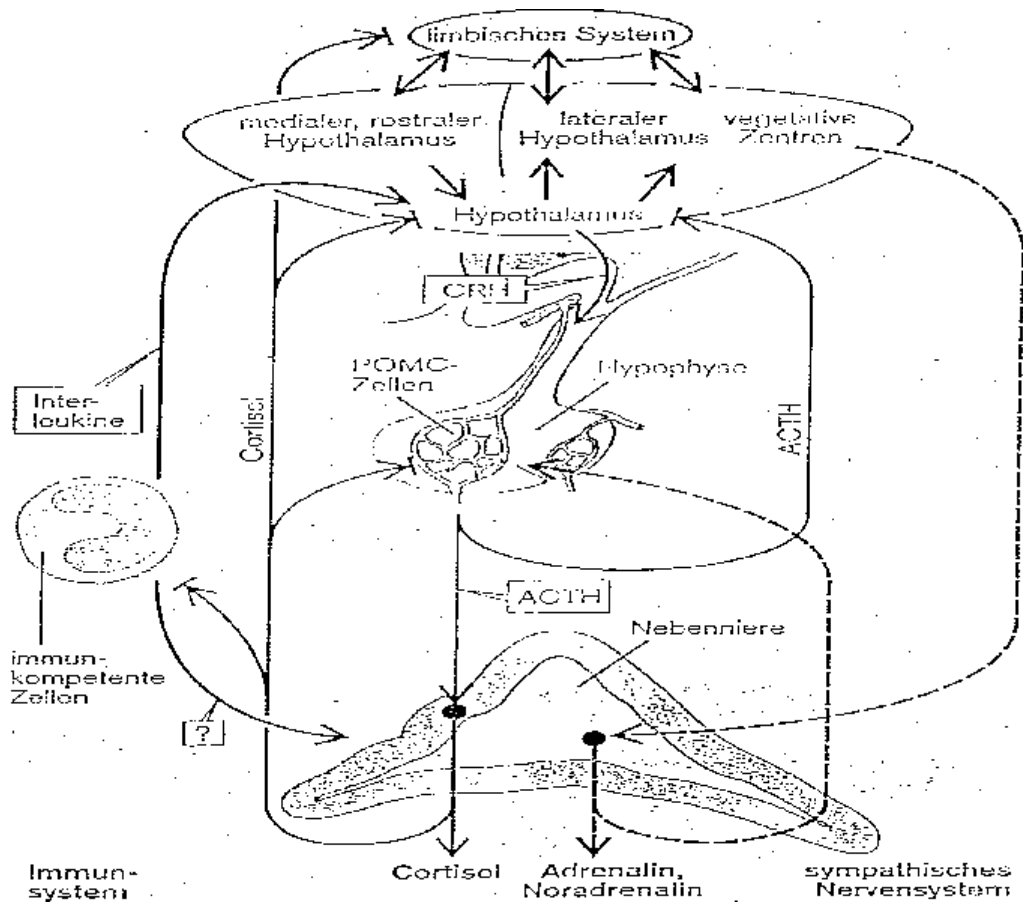 limbisches System
medialer, rostraler
Hypothalamus
lateraler
Hypothalamus
vegetative
Zentren
Hypothalamus
CRH
POMC-
Zellen
Hypophyse
Inter-
leukine
Cortisol
ACTH
ACTH
Nebenniere
immun-
kompetente
Zellen
?
Immun-
system
Cortisol
Adrenalin,
Noradrenalin
sympathisches
Nervensystem